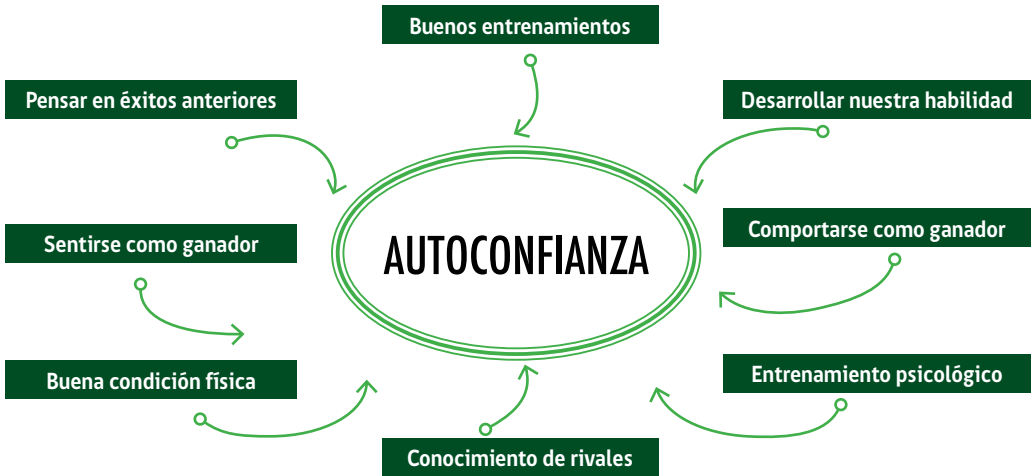 Buenos entrenamientos
Pensar en éxitos anteriores
Desarrollar nuestra habilidad
Sentirse como ganador
AUTOCONFIANZA
Comportarse como ganador
Buena condición física
Entrenamiento psicológico
Conocimiento de rivales